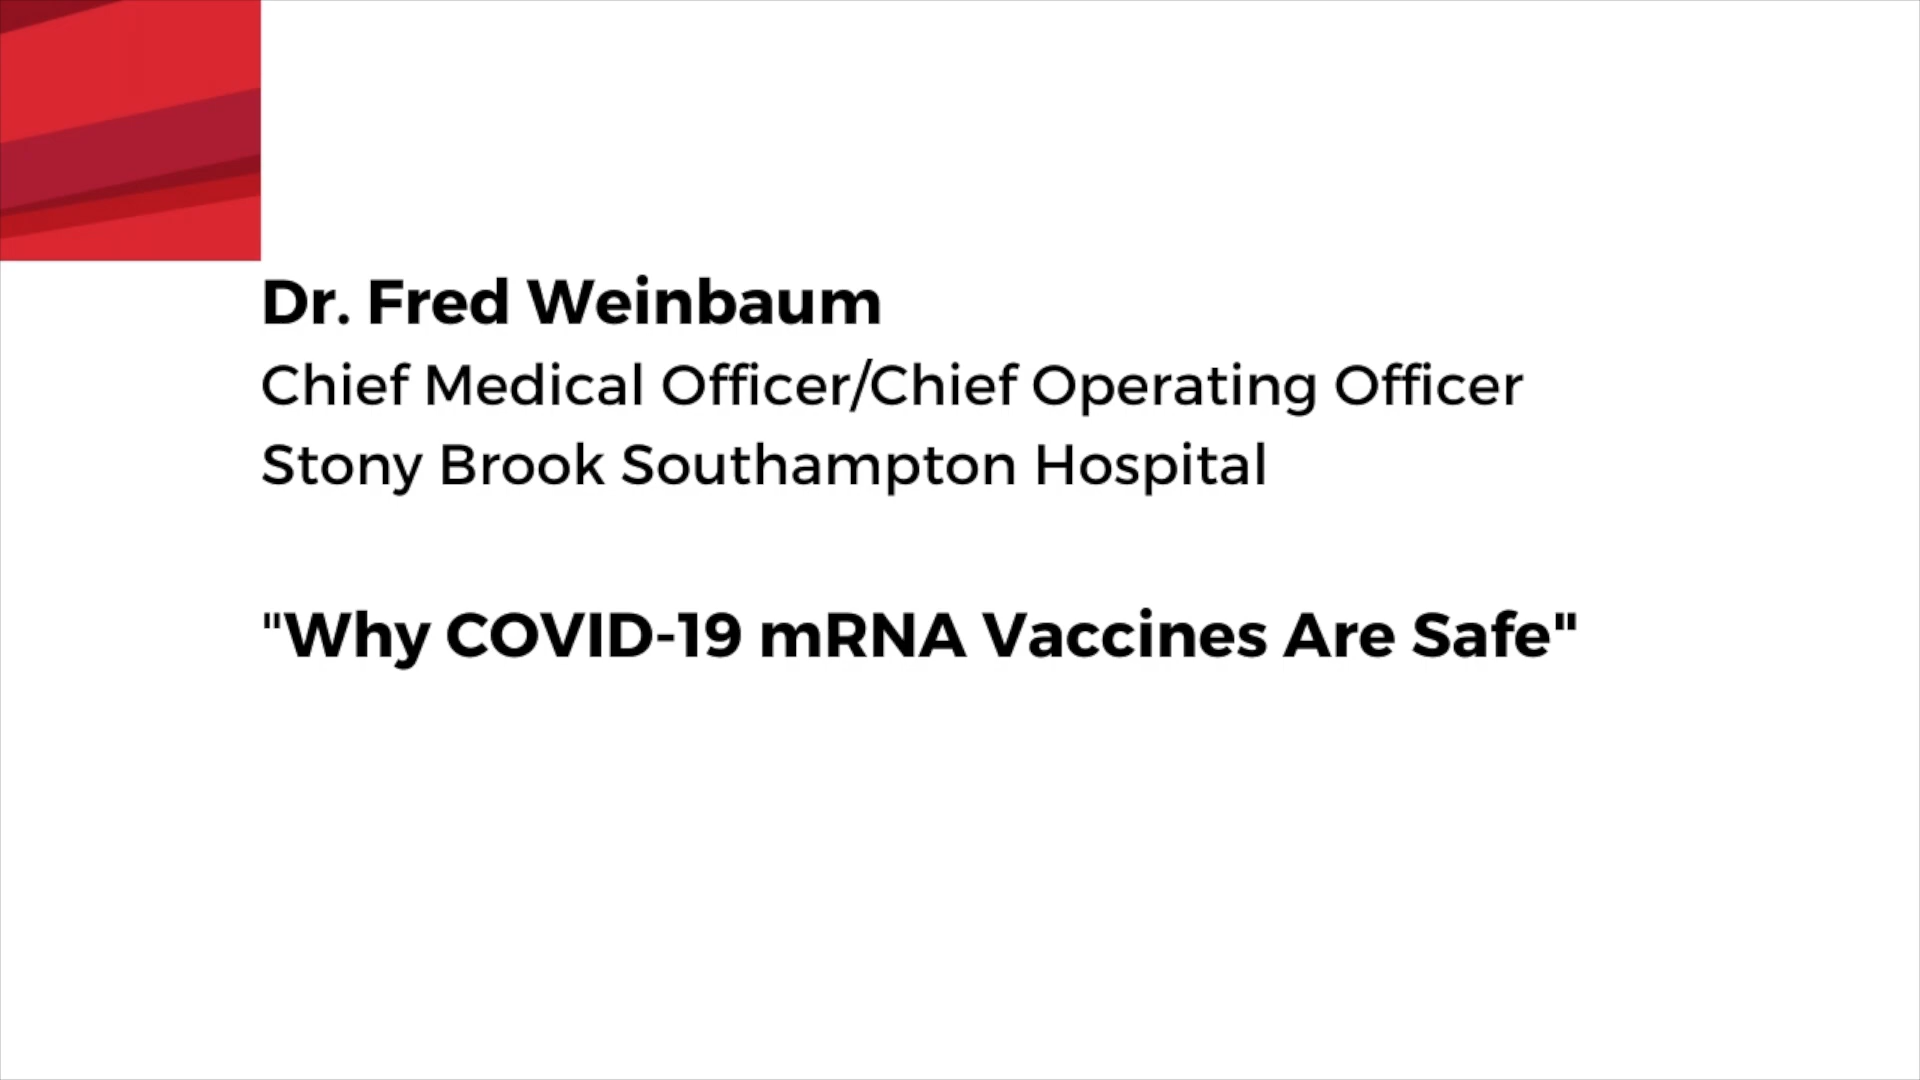 Dr. Fred Weinbaum
Chief Medical Officer/Chief Operating Officer
Stony Brook Southampton Hospital
"Why COVID-19 mRNA Vaccines Are Safe"